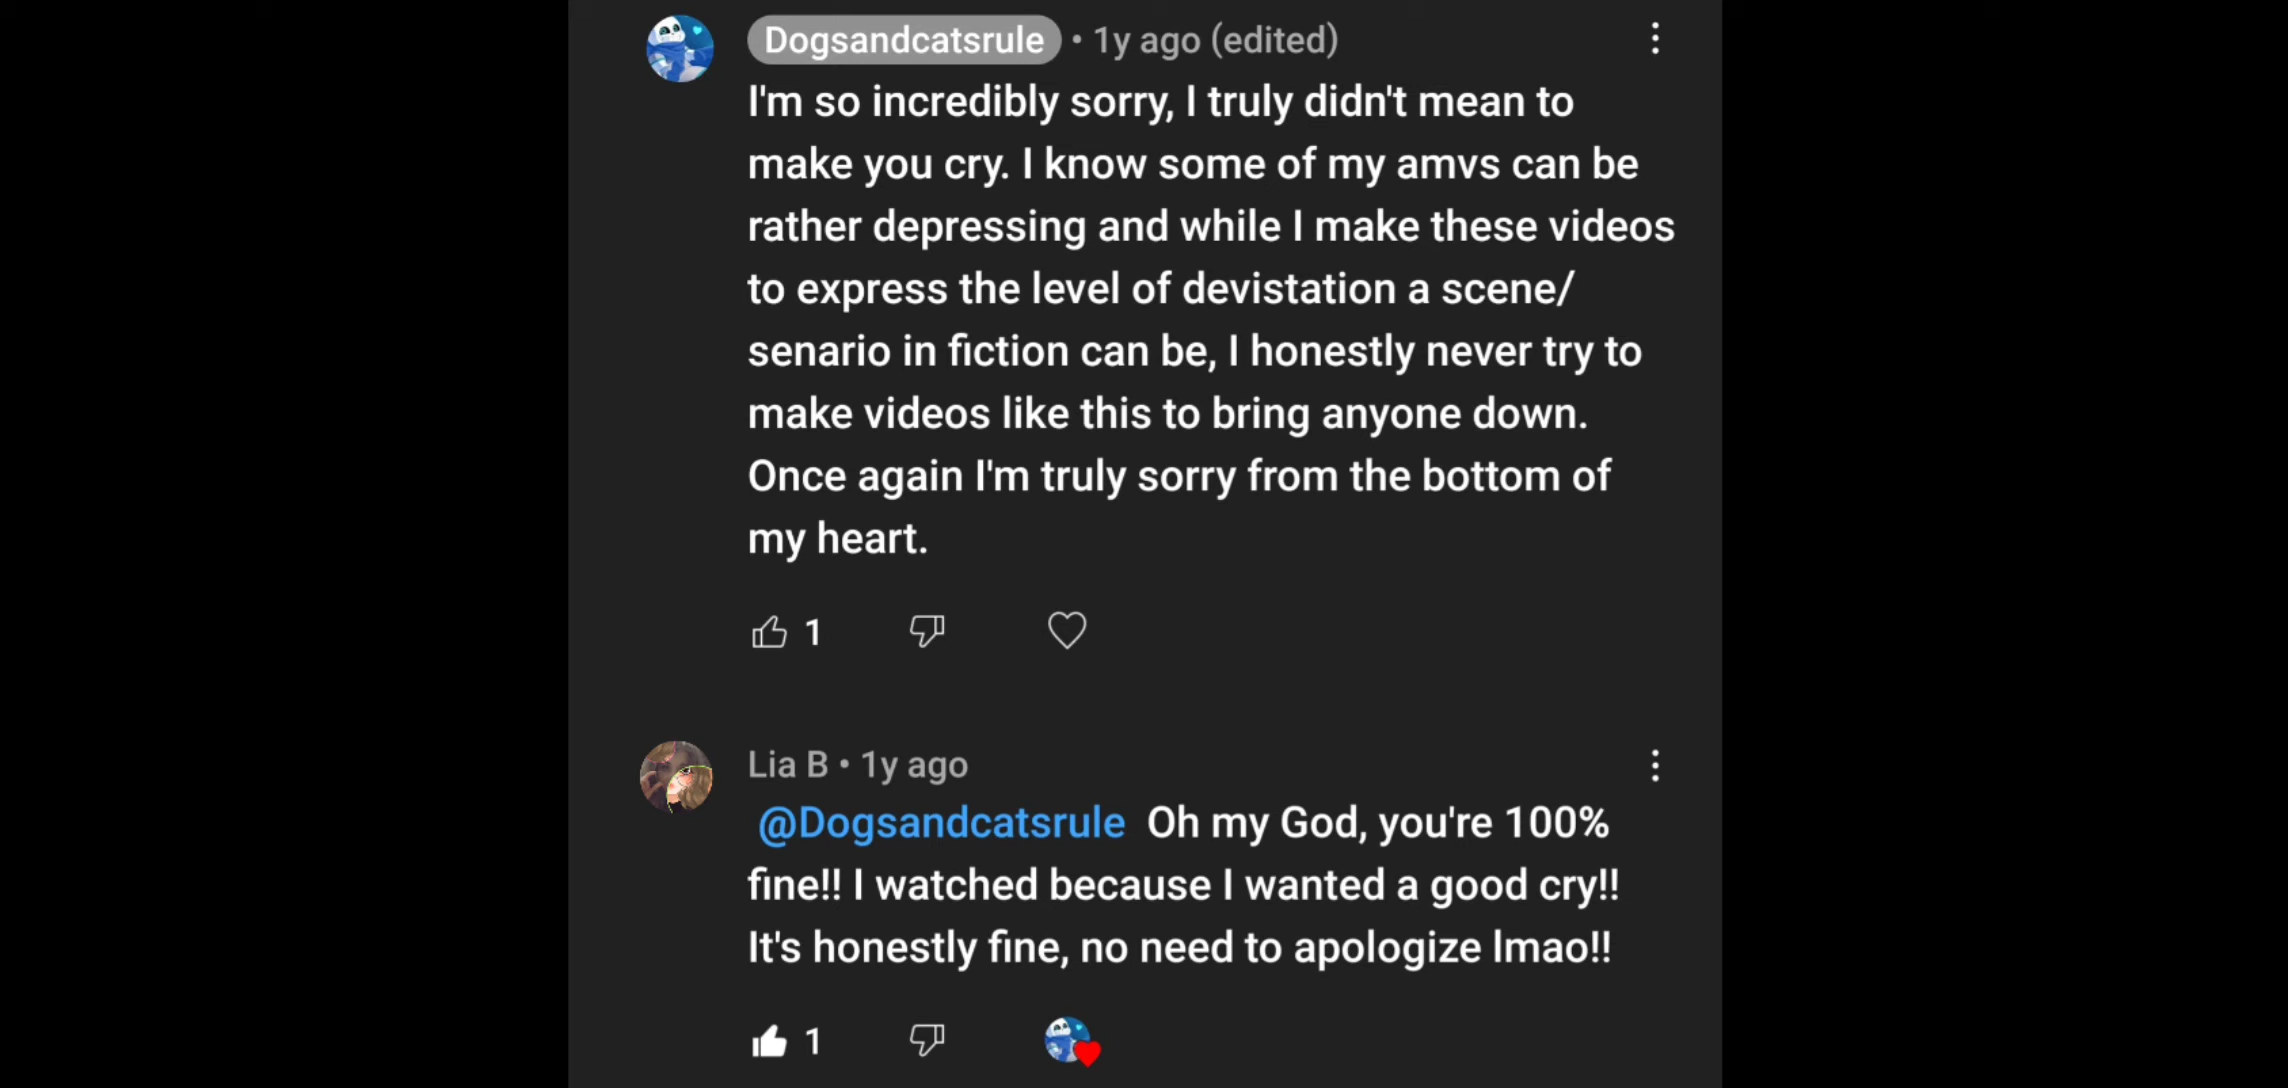 Dogsandcatsrule • 1y ago (edited)
I'm so incredibly sorry, I truly didn't mean to
make you cry. I know some of my amvs can be
rather depressing and while I make these videos
to express the level of devistation a scene/
senario in fiction can be, I honestly never try to
make videos like this to bring anyone down.
Once again I'm truly sorry from the bottom of
my heart.
1
Lia B • 1y ago
@Dogsandcatsrule Oh my God, you're 100%
fine!! I watched because I wanted a good cry!!
It's honestly fine, no need to apologize lmao!!
1